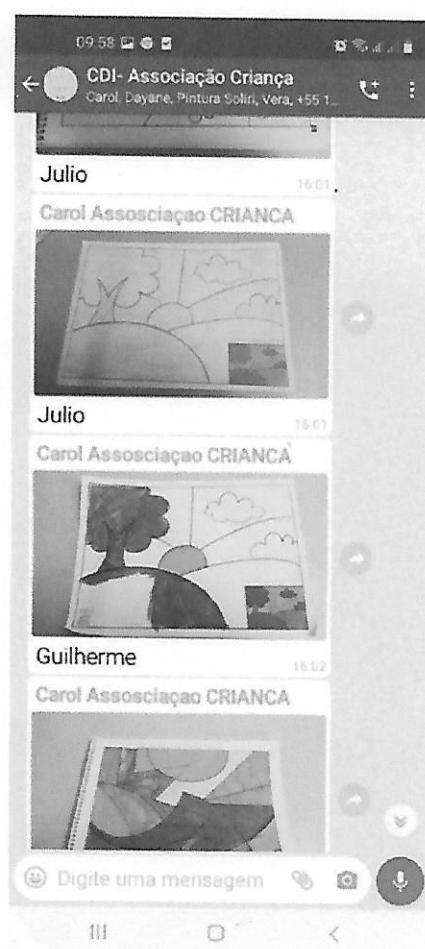 09:58
CDI- Associação Criança
Carol, Dayane, Pintura Soliri, Vera, +55 1...
Julio
16:01
Carol Assosciaçao CRIANCA
Julio
16:01
Carol Assosciaçao CRIANCA
Guilherme
16:02
Carol Assosciaçao CRIANCA
Digite uma mensagem